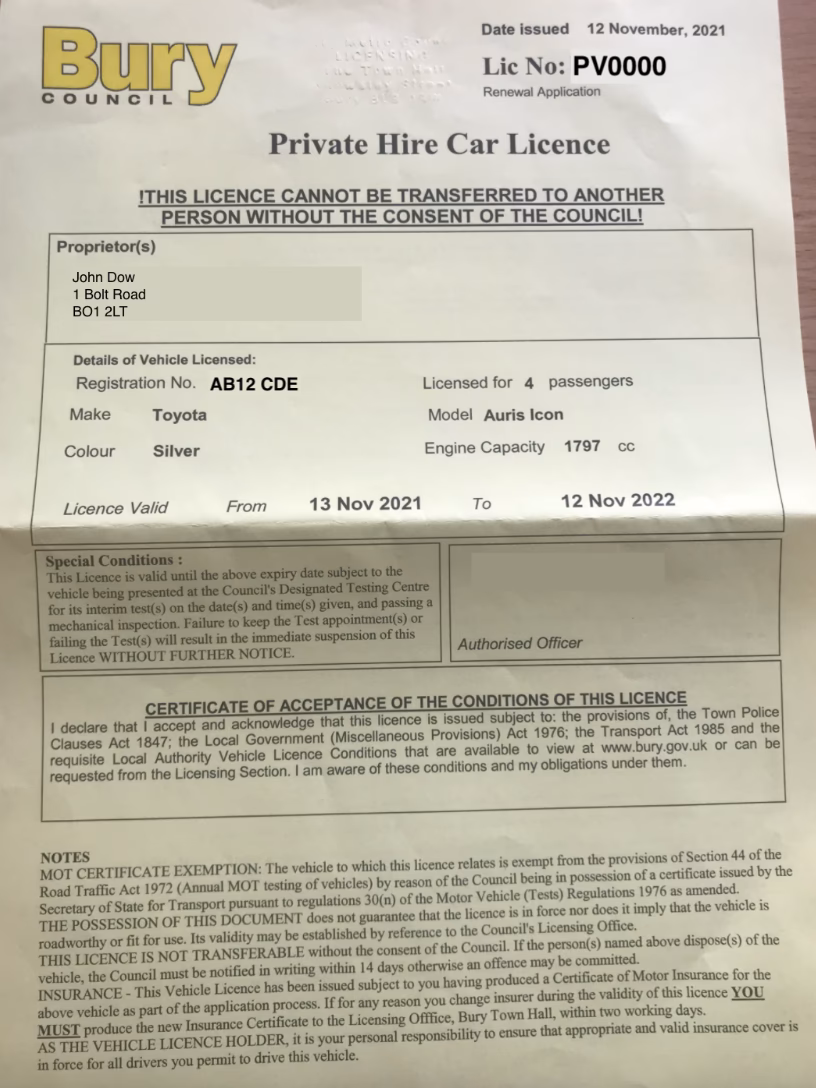 Bury
COUNCIL
Date issued 12 November, 2021
LICENSING
Lic No: PV0000
Renewal Application
Private Hire Car Licence
!THIS LICENCE CANNOT BE TRANSFERRED TO ANOTHER
PERSON WITHOUT THE CONSENT OF THE COUNCIL!
Proprietor(s)
John Dow
1 Bolt Road
BO1 2LT
Details of Vehicle Licensed:
Registration No. AB12 CDE Licensed for 4 passengers
Make Toyota Model Auris Icon
Colour Silver Engine Capacity 1797 cc
Licence Valid From 13 Nov 2021 To 12 Nov 2022
Special Conditions :
This Licence is valid until the above expiry date subject to the
vehicle being presented at the Council's Designated Testing Centre
for its interim test(s) on the date(s) and time(s) given, and passing a
mechanical inspection. Failure to keep the Test appointment(s) or
failing the Test(s) will result in the immediate suspension of this
Licence WITHOUT FURTHER NOTICE.
Authorised Officer
CERTIFICATE OF ACCEPTANCE OF THE CONDITIONS OF THIS LICENCE
I declare that I accept and acknowledge that this licence is issued subject to: the provisions of, the Town Police
Clauses Act 1847; the Local Government (Miscellaneous Provisions) Act 1976; the Transport Act 1985 and the
requisite Local Authority Vehicle Licence Conditions that are available to view at www.bury.gov.uk or can be
requested from the Licensing Section. I am aware of these conditions and my obligations under them.
NOTES
MOT CERTIFICATE EXEMPTION: The vehicle to which this licence relates is exempt from the provisions of Section 44 of the
Road Traffic Act 1972 (Annual MOT testing of vehicles) by reason of the Council being in possession of a certificate issued by the
Secretary of State for Transport pursuant to regulations 30(n) of the Motor Vehicle (Tests) Regulations 1976 as amended.
THE POSSESSION OF THIS DOCUMENT does not guarantee that the licence is in force nor does it imply that the vehicle is
roadworthy or fit for use. Its validity may be established by reference to the Council's Licensing Office.
THIS LICENCE IS NOT TRANSFERABLE without the consent of the Council. If the person(s) named above dispose(s) of the
vehicle, the Council must be notified in writing within 14 days otherwise an offence may be committed.
INSURANCE - This Vehicle Licence has been issued subject to you having produced a Certificate of Motor Insurance for the
above vehicle as part of the application process. If for any reason you change insurer during the validity of this licence YOU
MUST produce the new Insurance Certificate to the Licensing Offfice, Bury Town Hall, within two working days.
AS THE VEHICLE LICENCE HOLDER, it is your personal responsibility to ensure that appropriate and valid insurance cover is
in force for all drivers you permit to drive this vehicle.